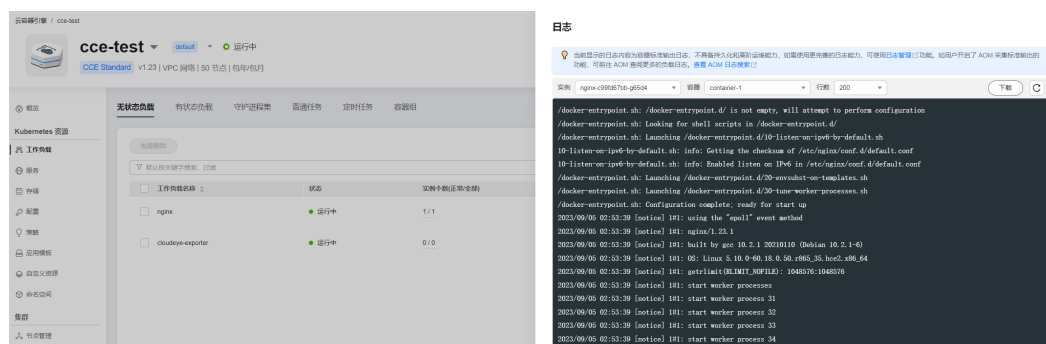 云容器引擎 / cce-test
cce-test default 运行中
CCE Standard v1.23 | VPC 网络 | 50 节点 | 包年/包月
概览
Kubernetes 资源
工作负载
服务
存储
配置
策略
应用模板
自定义资源
命名空间
集群
节点管理
无状态负载 有状态负载 守护进程集 普通任务 定时任务 容器组
批量删除
默认按关键字搜索、过滤
工作负载名称 状态 实例个数(正常/全部)
nginx 运行中 1 / 1
cloudeye-exporter 运行中 0 / 0
日志
当前显示的日志内容为容器标准输出日志，不具备持久化和高阶运维能力，如需使用更完善的日志能力，可使用日志管理功能。如用户开启了 AOM 采集标准输出的
功能，可前往 AOM 查阅更多的负载日志。查看 AOM 日志搜索
实例 nginx-c99fd67bb-g65d4 容器 container-1 行数 200 下载
/docker-entrypoint.sh: /docker-entrypoint.d/ is not empty, will attempt to perform configuration
/docker-entrypoint.sh: Looking for shell scripts in /docker-entrypoint.d/
/docker-entrypoint.sh: Launching /docker-entrypoint.d/10-listen-on-ipv6-by-default.sh
10-listen-on-ipv6-by-default.sh: info: Getting the checksum of /etc/nginx/conf.d/default.conf
10-listen-on-ipv6-by-default.sh: info: Enabled listen on IPv6 in /etc/nginx/conf.d/default.conf
/docker-entrypoint.sh: Launching /docker-entrypoint.d/20-envsubst-on-templates.sh
/docker-entrypoint.sh: Launching /docker-entrypoint.d/30-tune-worker-processes.sh
/docker-entrypoint.sh: Configuration complete; ready for start up
2023/09/05 02:53:39 [notice] 1#1: using the "epoll" event method
2023/09/05 02:53:39 [notice] 1#1: nginx/1.23.1
2023/09/05 02:53:39 [notice] 1#1: built by gcc 10.2.1 20210110 (Debian 10.2.1-6)
2023/09/05 02:53:39 [notice] 1#1: OS: Linux 5.10.0-60.18.0.50.r865_35.hce2.x86_64
2023/09/05 02:53:39 [notice] 1#1: getrlimit(RLIMIT_NOFILE): 1048576:1048576
2023/09/05 02:53:39 [notice] 1#1: start worker processes
2023/09/05 02:53:39 [notice] 1#1: start worker process 31
2023/09/05 02:53:39 [notice] 1#1: start worker process 32
2023/09/05 02:53:39 [notice] 1#1: start worker process 33
2023/09/05 02:53:39 [notice] 1#1: start worker process 34